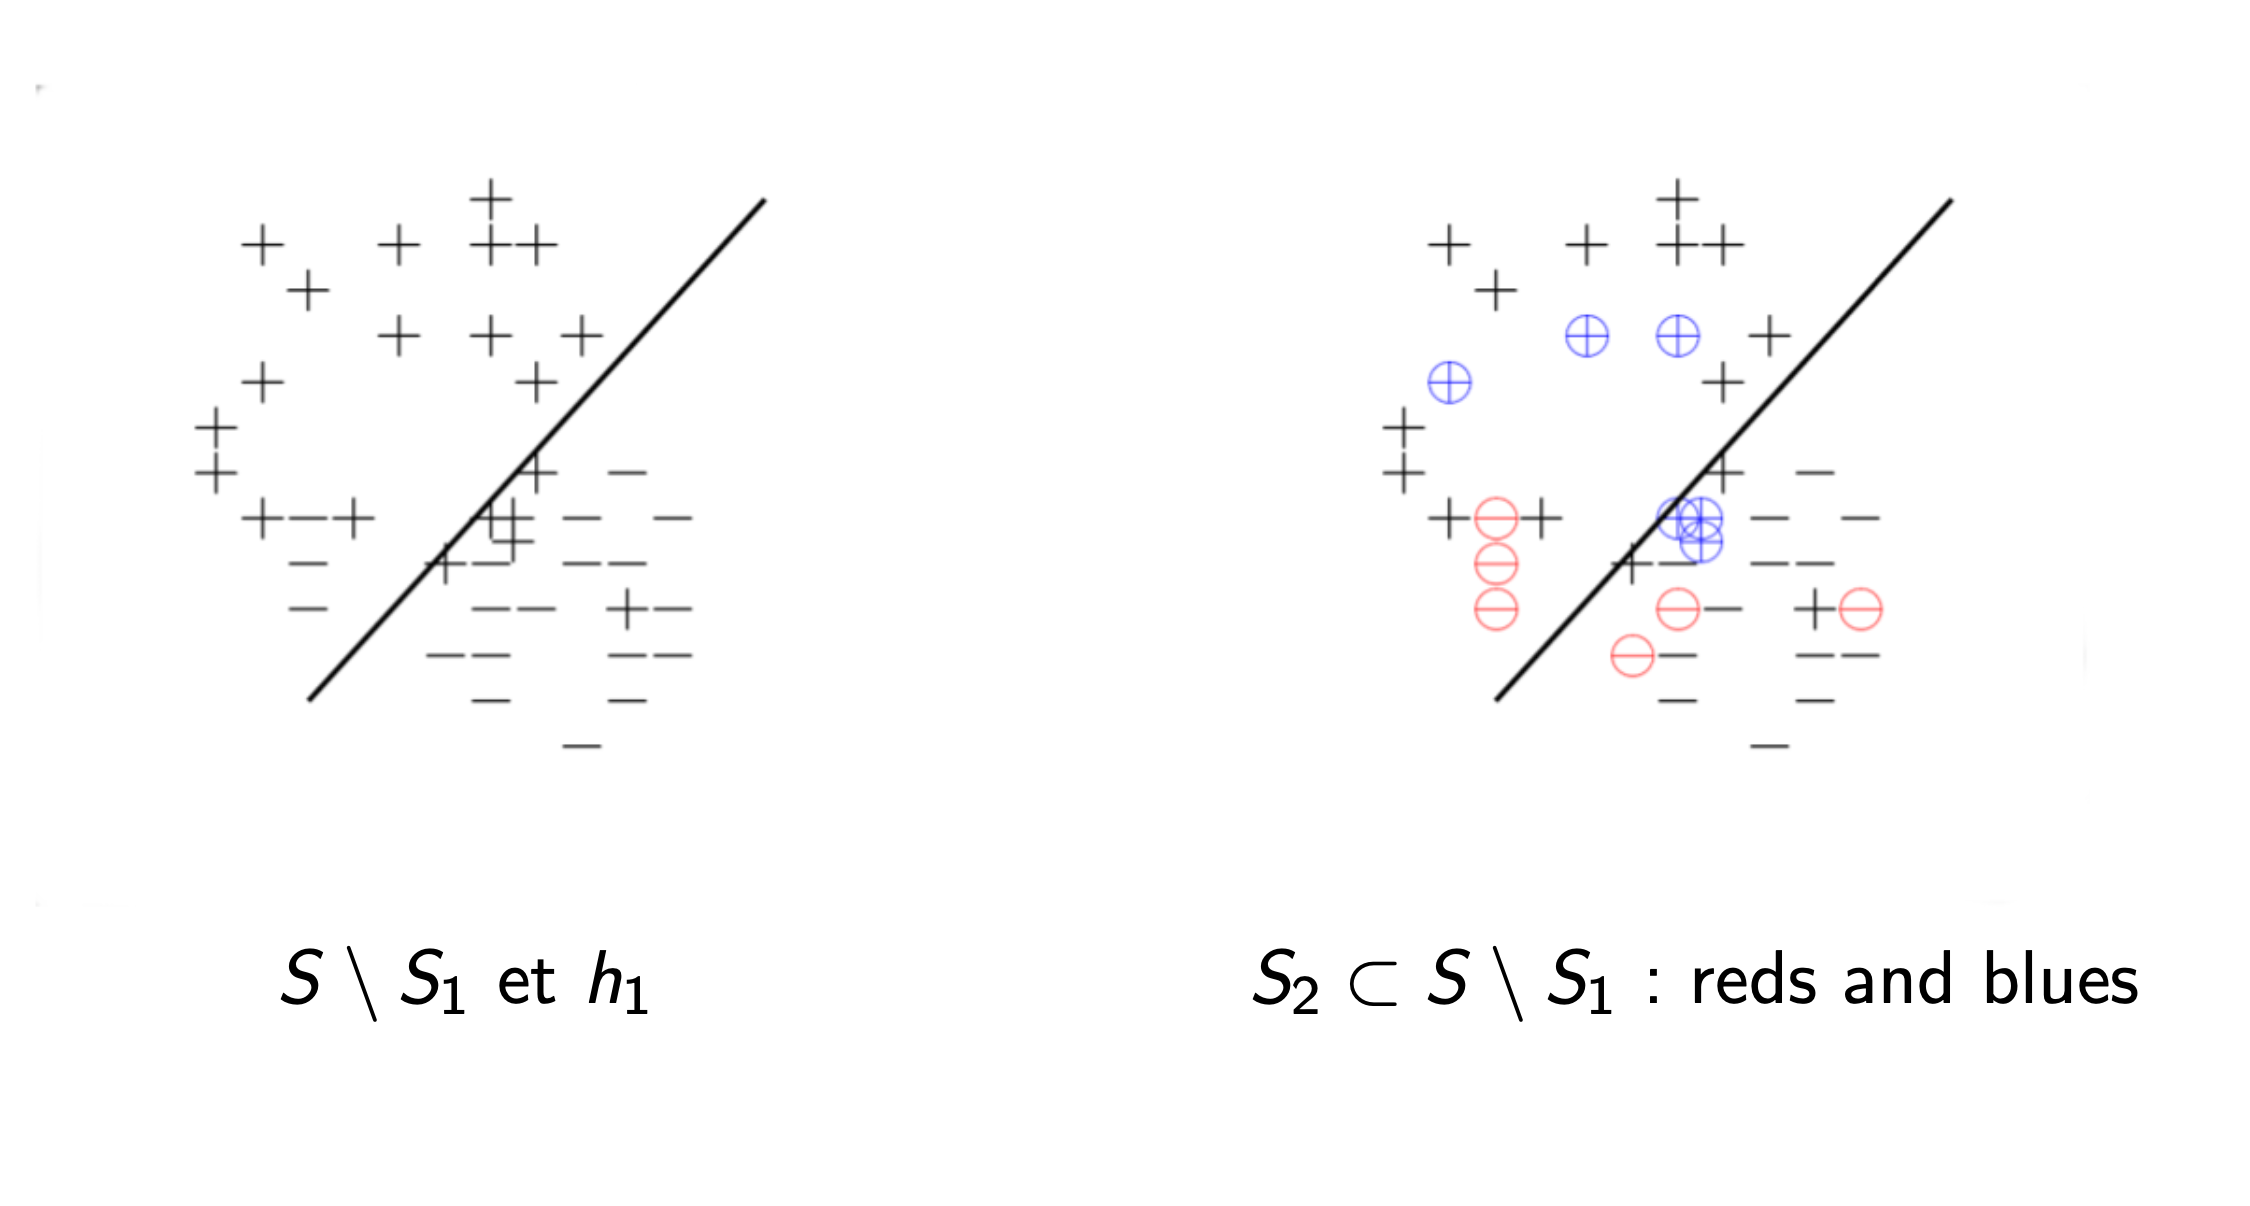 S \ S₁ et h₁
S₂ ⊂ S \ S₁ : reds and blues